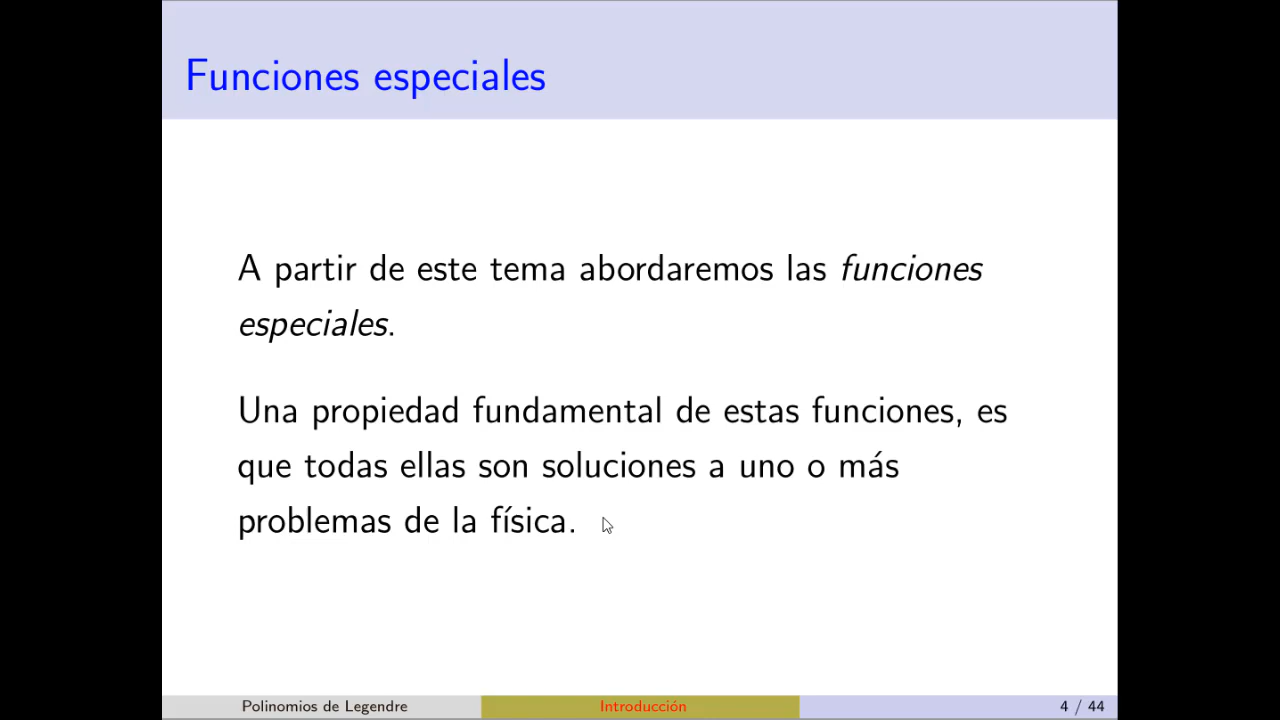 Funciones especiales
A partir de este tema abordaremos las funciones
especiales.
Una propiedad fundamental de estas funciones, es
que todas ellas son soluciones a uno o más
problemas de la física.
Polinomios de Legendre
Introducción
4 / 44